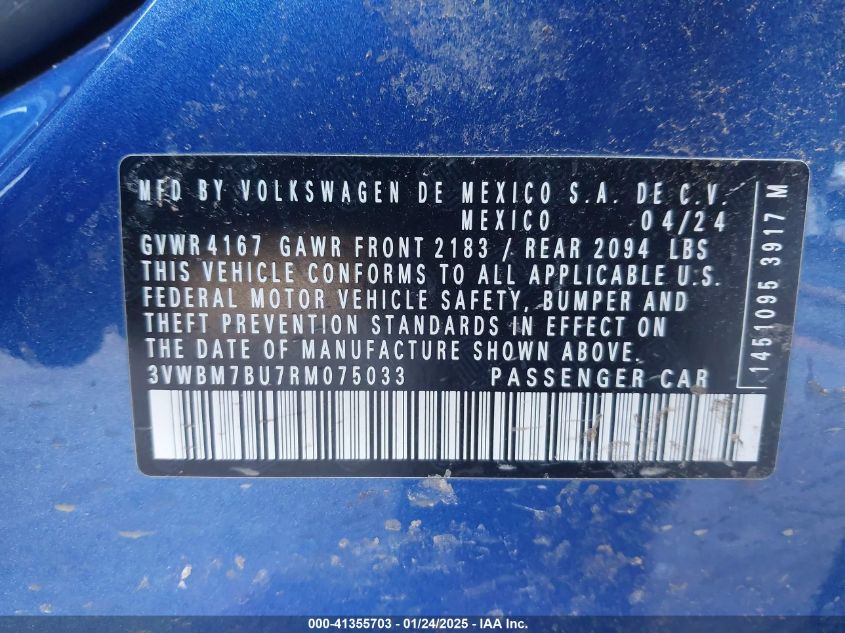 MFD BY VOLKSWAGEN DE MEXICO S.A. DE C.V.
MEXICO 04/24
GVWR 4167 GAWR FRONT 2183 / REAR 2094 LBS
THIS VEHICLE CONFORMS TO ALL APPLICABLE U.S.
FEDERAL MOTOR VEHICLE SAFETY, BUMPER AND
THEFT PREVENTION STANDARDS IN EFFECT ON
THE DATE OF MANUFACTURE SHOWN ABOVE.
3VWBM7BU7RM075033 PASSENGER CAR
1451095 3917 M
000-41355703 - 01/24/2025 - IAA Inc.